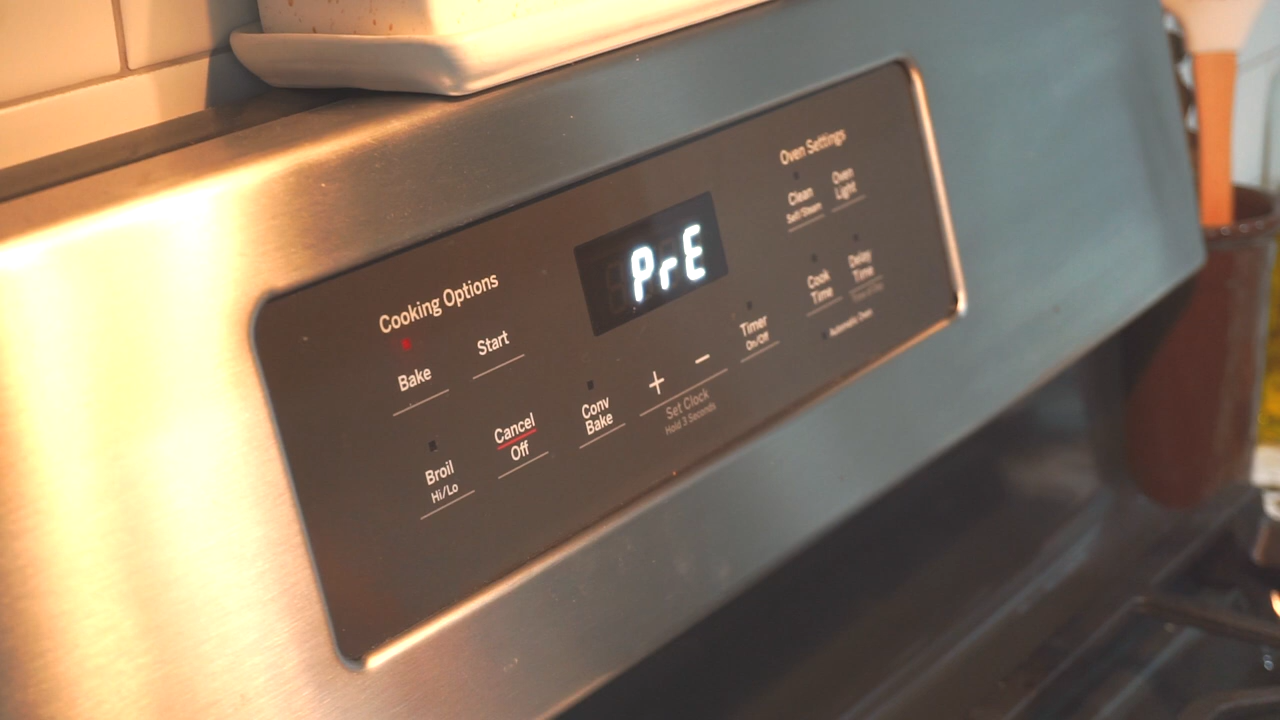 Cooking Options
Bake
Start
Broil
Hi/Lo
Cancel
Off
Conv
Bake
PrE
+ −
Set Clock
Hold 3 Seconds
Timer
On/Off
Oven Settings
Clean
Self/Steam
Oven
Light
Cook
Time
Delay
Time
Automatic Oven